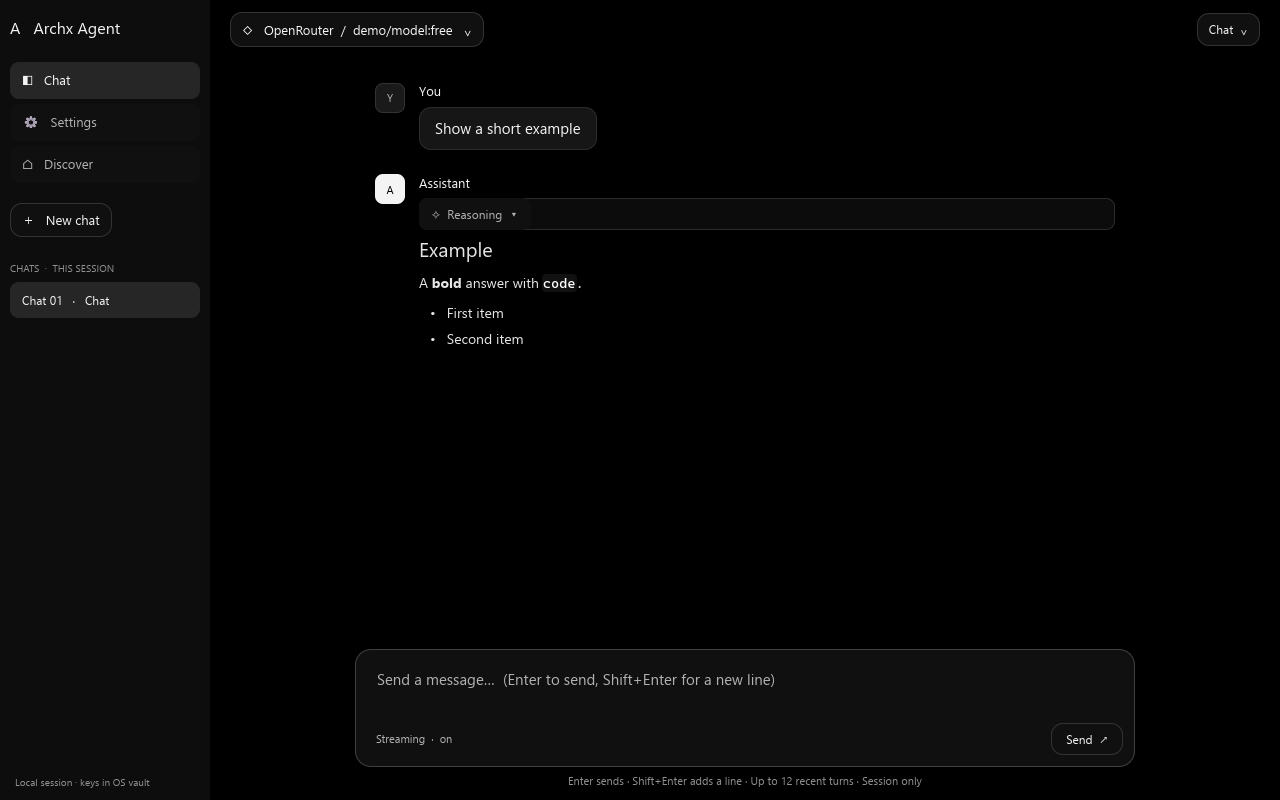 A Archx Agent
Chat
Settings
Discover
+ New chat
CHATS · THIS SESSION
Chat 01 · Chat
Local session · keys in OS vault
OpenRouter / demo/model:free
Chat
Y
You
Show a short example
A
Assistant
Reasoning
Example
A bold answer with code.
• First item
• Second item
Send a message... (Enter to send, Shift+Enter for a new line)
Streaming · on
Send ↗
Enter sends · Shift+Enter adds a line · Up to 12 recent turns · Session only